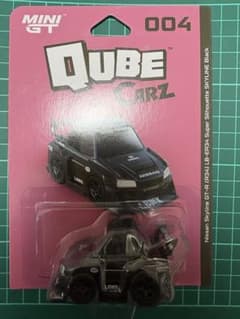 MINI
GT
004
QUBE
CARZ
Nissan Skyline GT-R (R34) LB-ER34 Super Silhouette SKYLINE Black